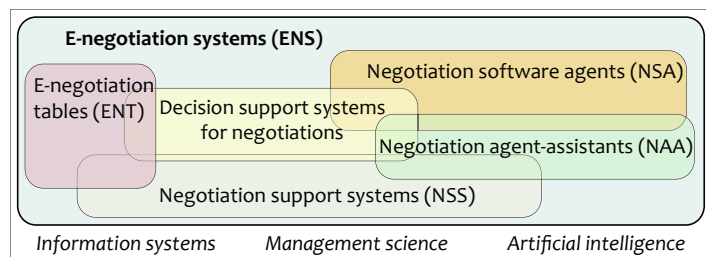 E-negotiation systems (ENS)
E-negotiation
tables (ENT)
Decision support systems
for negotiations
Negotiation software agents (NSA)
Negotiation agent-assistants (NAA)
Negotiation support systems (NSS)
Information systems
Management science
Artificial intelligence